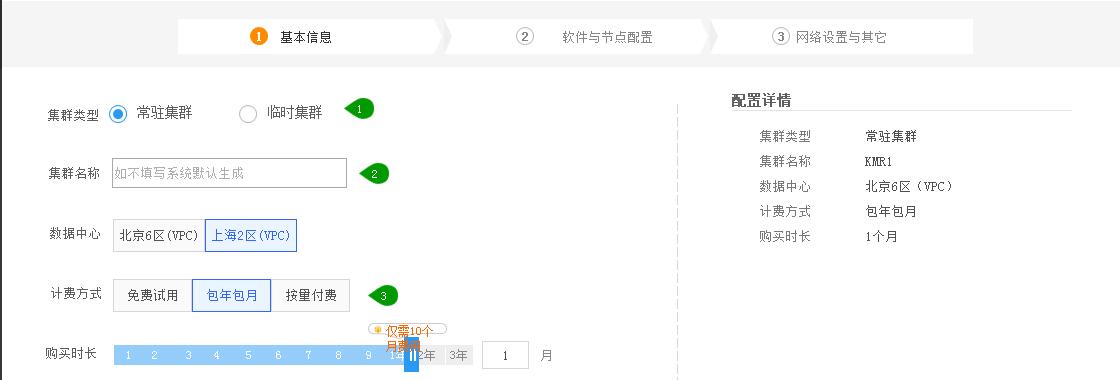 1 基本信息 2 软件与节点配置 3 网络设置与其它
集群类型 常驻集群 临时集群 1
集群名称 如不填写系统默认生成 2
数据中心 北京6区(VPC) 上海2区(VPC)
计费方式 免费试用 包年包月 按量付费 3
仅需10个
月费用
购买时长 1 2 3 4 5 6 7 8 9 1年 2年 3年 1 月
配置详情
集群类型 常驻集群
集群名称 KMR1
数据中心 北京6区（VPC）
计费方式 包年包月
购买时长 1个月